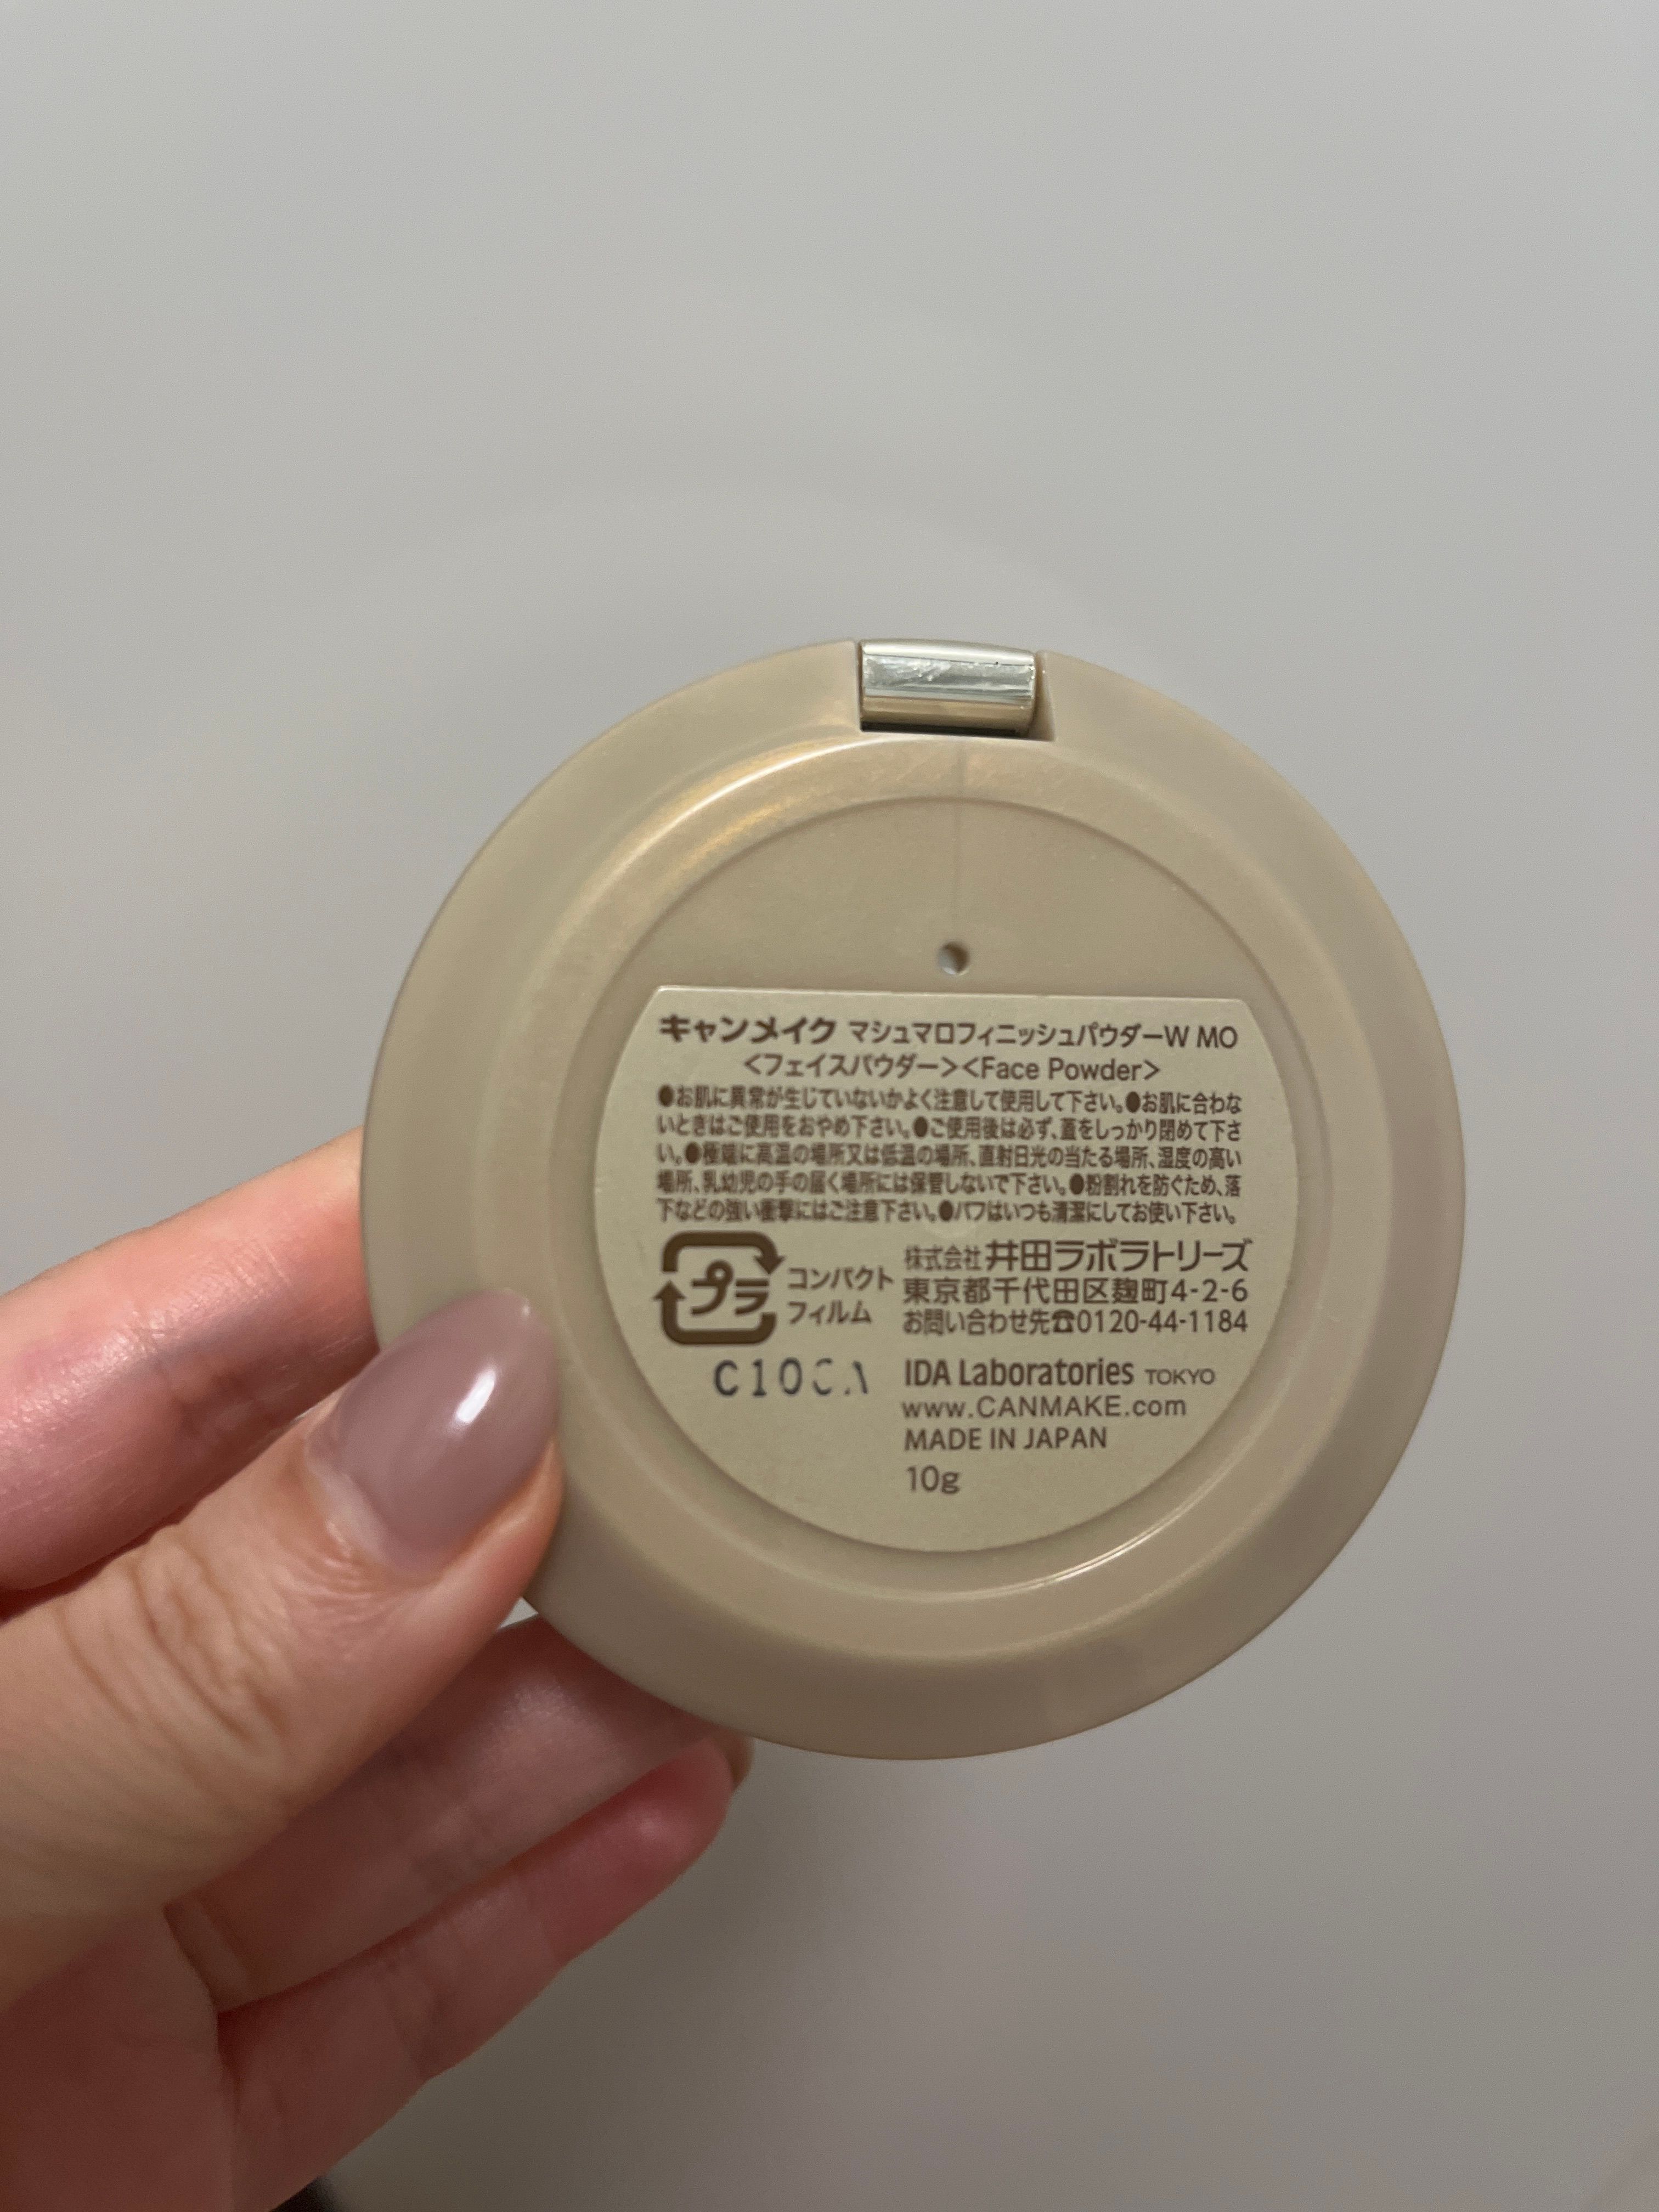 キャンメイク マシュマロフィニッシュパウダーW MO
<フェイスパウダー><Face Powder>
●お肌に異常が生じていないかよく注意して使用して下さい。●お肌に合わな
いときはご使用をおやめ下さい。●ご使用後は必ず、蓋をしっかり閉めて下さ
い。●極端に高温の場所又は低温の場所、直射日光の当たる場所、湿度の高い
場所、乳幼児の手の届く場所には保管しないで下さい。●粉割れを防ぐため、落
下などの強い衝撃にはご注意下さい。●パフはいつも清潔にしてお使い下さい。
プラ
コンパクト
フィルム
株式会社 井田ラボラトリーズ
東京都千代田区麹町4-2-6
お問い合わせ先☎0120-44-1184
IDA Laboratories TOKYO
www.CANMAKE.com
MADE IN JAPAN
10g